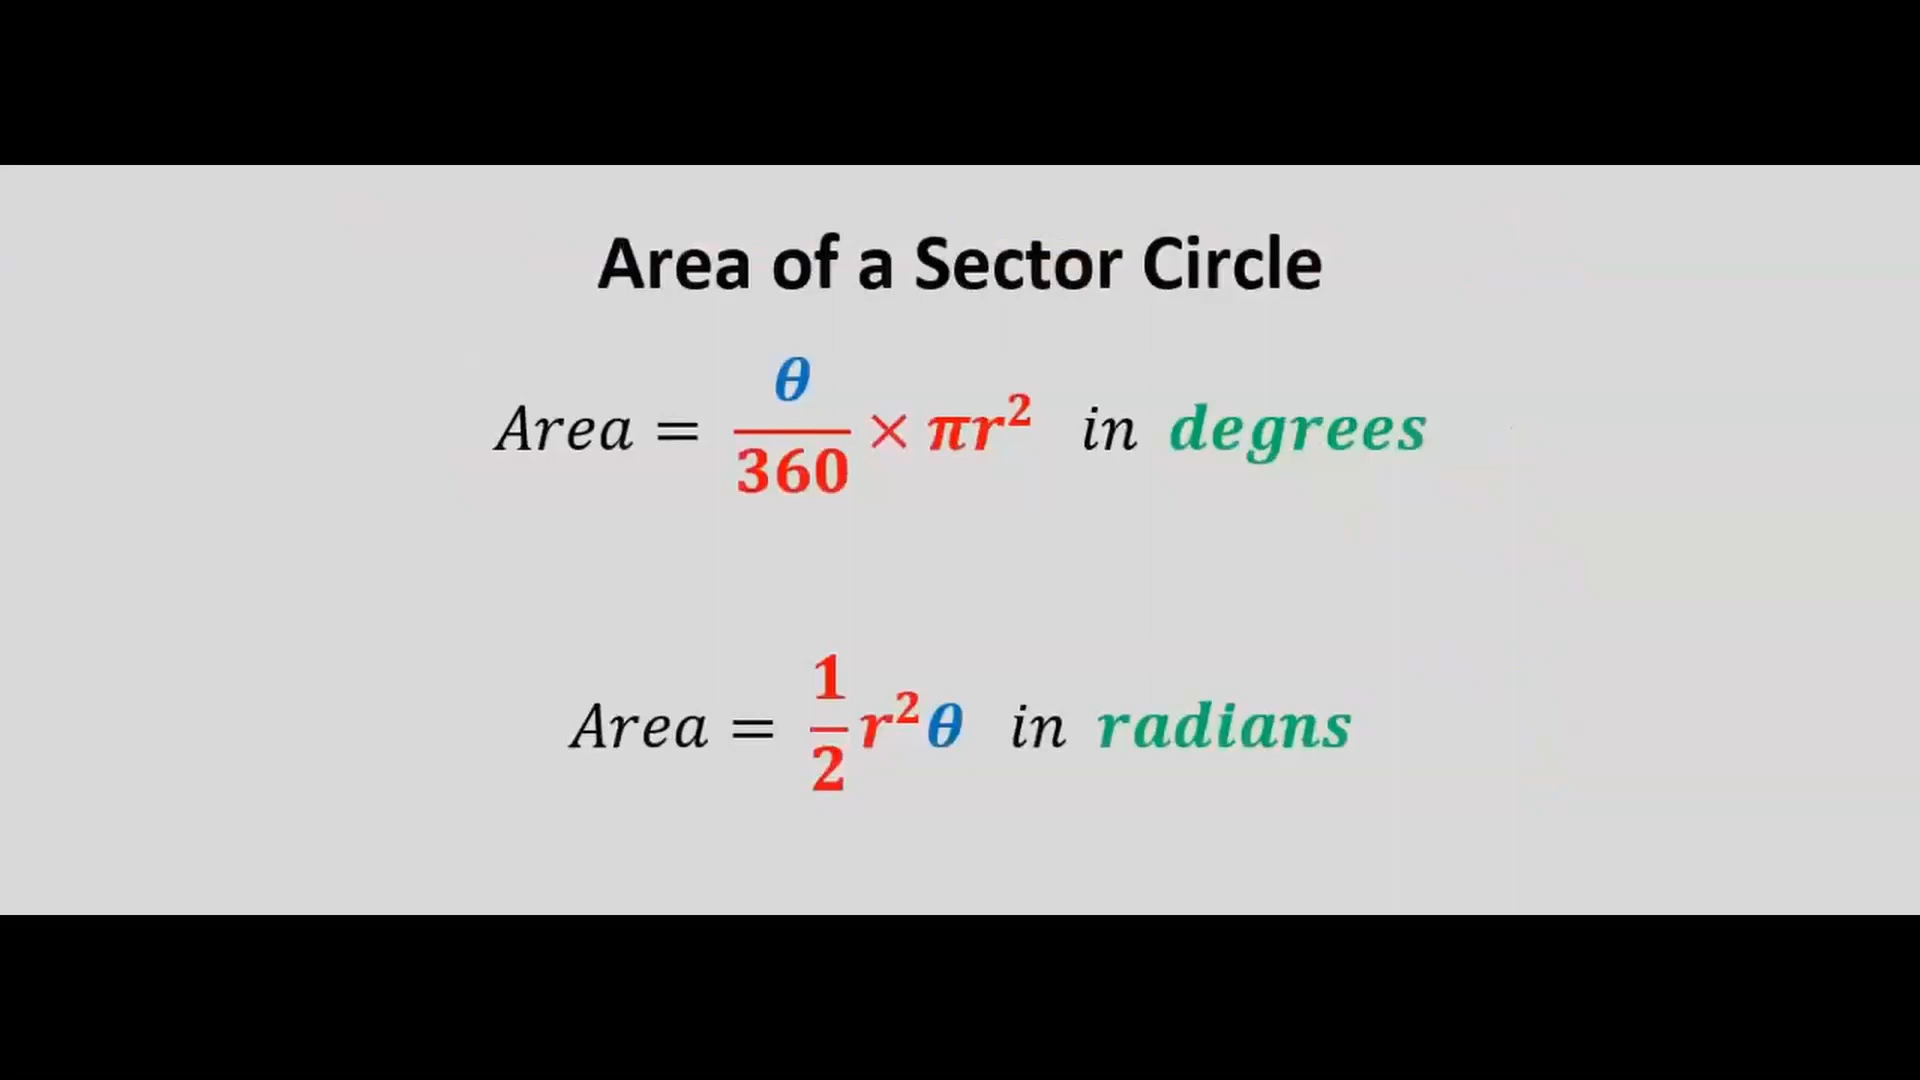 Area of a Sector Circle
Area = θ/360 × πr² in degrees
Area = 1/2 r²θ in radians